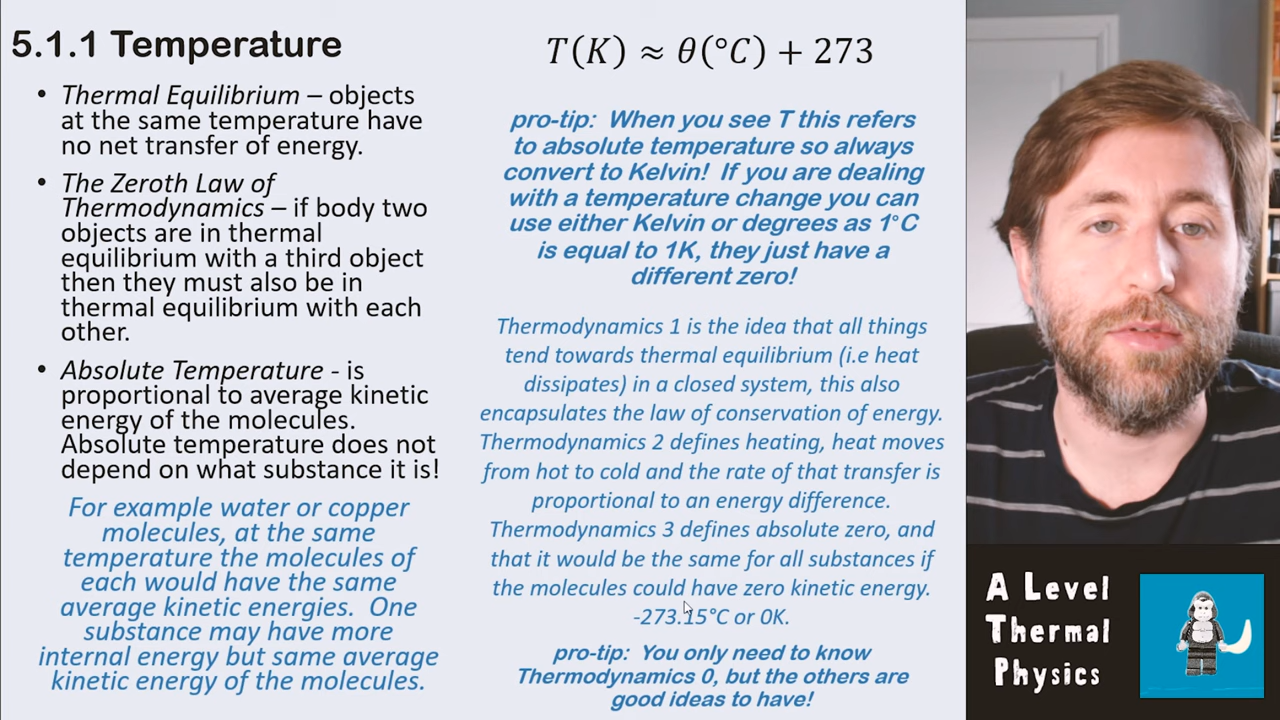 5.1.1 Temperature
• Thermal Equilibrium – objects
at the same temperature have
no net transfer of energy.
• The Zeroth Law of
Thermodynamics – if body two
objects are in thermal
equilibrium with a third object
then they must also be in
thermal equilibrium with each
other.
• Absolute Temperature - is
proportional to average kinetic
energy of the molecules.
Absolute temperature does not
depend on what substance it is!
For example water or copper
molecules, at the same
temperature the molecules of
each would have the same
average kinetic energies. One
substance may have more
internal energy but same average
kinetic energy of the molecules.
T(K) ≈ θ(°C) + 273
pro-tip: When you see T this refers
to absolute temperature so always
convert to Kelvin! If you are dealing
with a temperature change you can
use either Kelvin or degrees as 1°C
is equal to 1K, they just have a
different zero!
Thermodynamics 1 is the idea that all things
tend towards thermal equilibrium (i.e heat
dissipates) in a closed system, this also
encapsulates the law of conservation of energy.
Thermodynamics 2 defines heating, heat moves
from hot to cold and the rate of that transfer is
proportional to an energy difference.
Thermodynamics 3 defines absolute zero, and
that it would be the same for all substances if
the molecules could have zero kinetic energy.
-273.15°C or 0K.
pro-tip: You only need to know
Thermodynamics 0, but the others are
good ideas to have!
A Level
Thermal
Physics